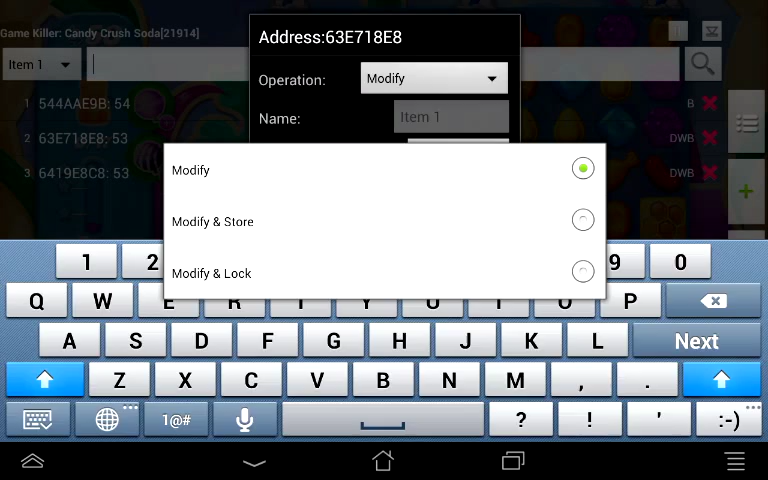 Game Killer: Candy Crush Soda[21914]
Address:63E718E8
Item 1
Operation: Modify
Name: Item 1
1 544AAE9B: 54 B
2 63E718E8: 53 DWB
3 6419E8C8: 53 DWB
Modify
Modify & Store
Modify & Lock
1 2 9 0
Q W E R T Y U I O P
A S D F G H J K L Next
Z X C V B N M , .
1@# ? ! ' :-)